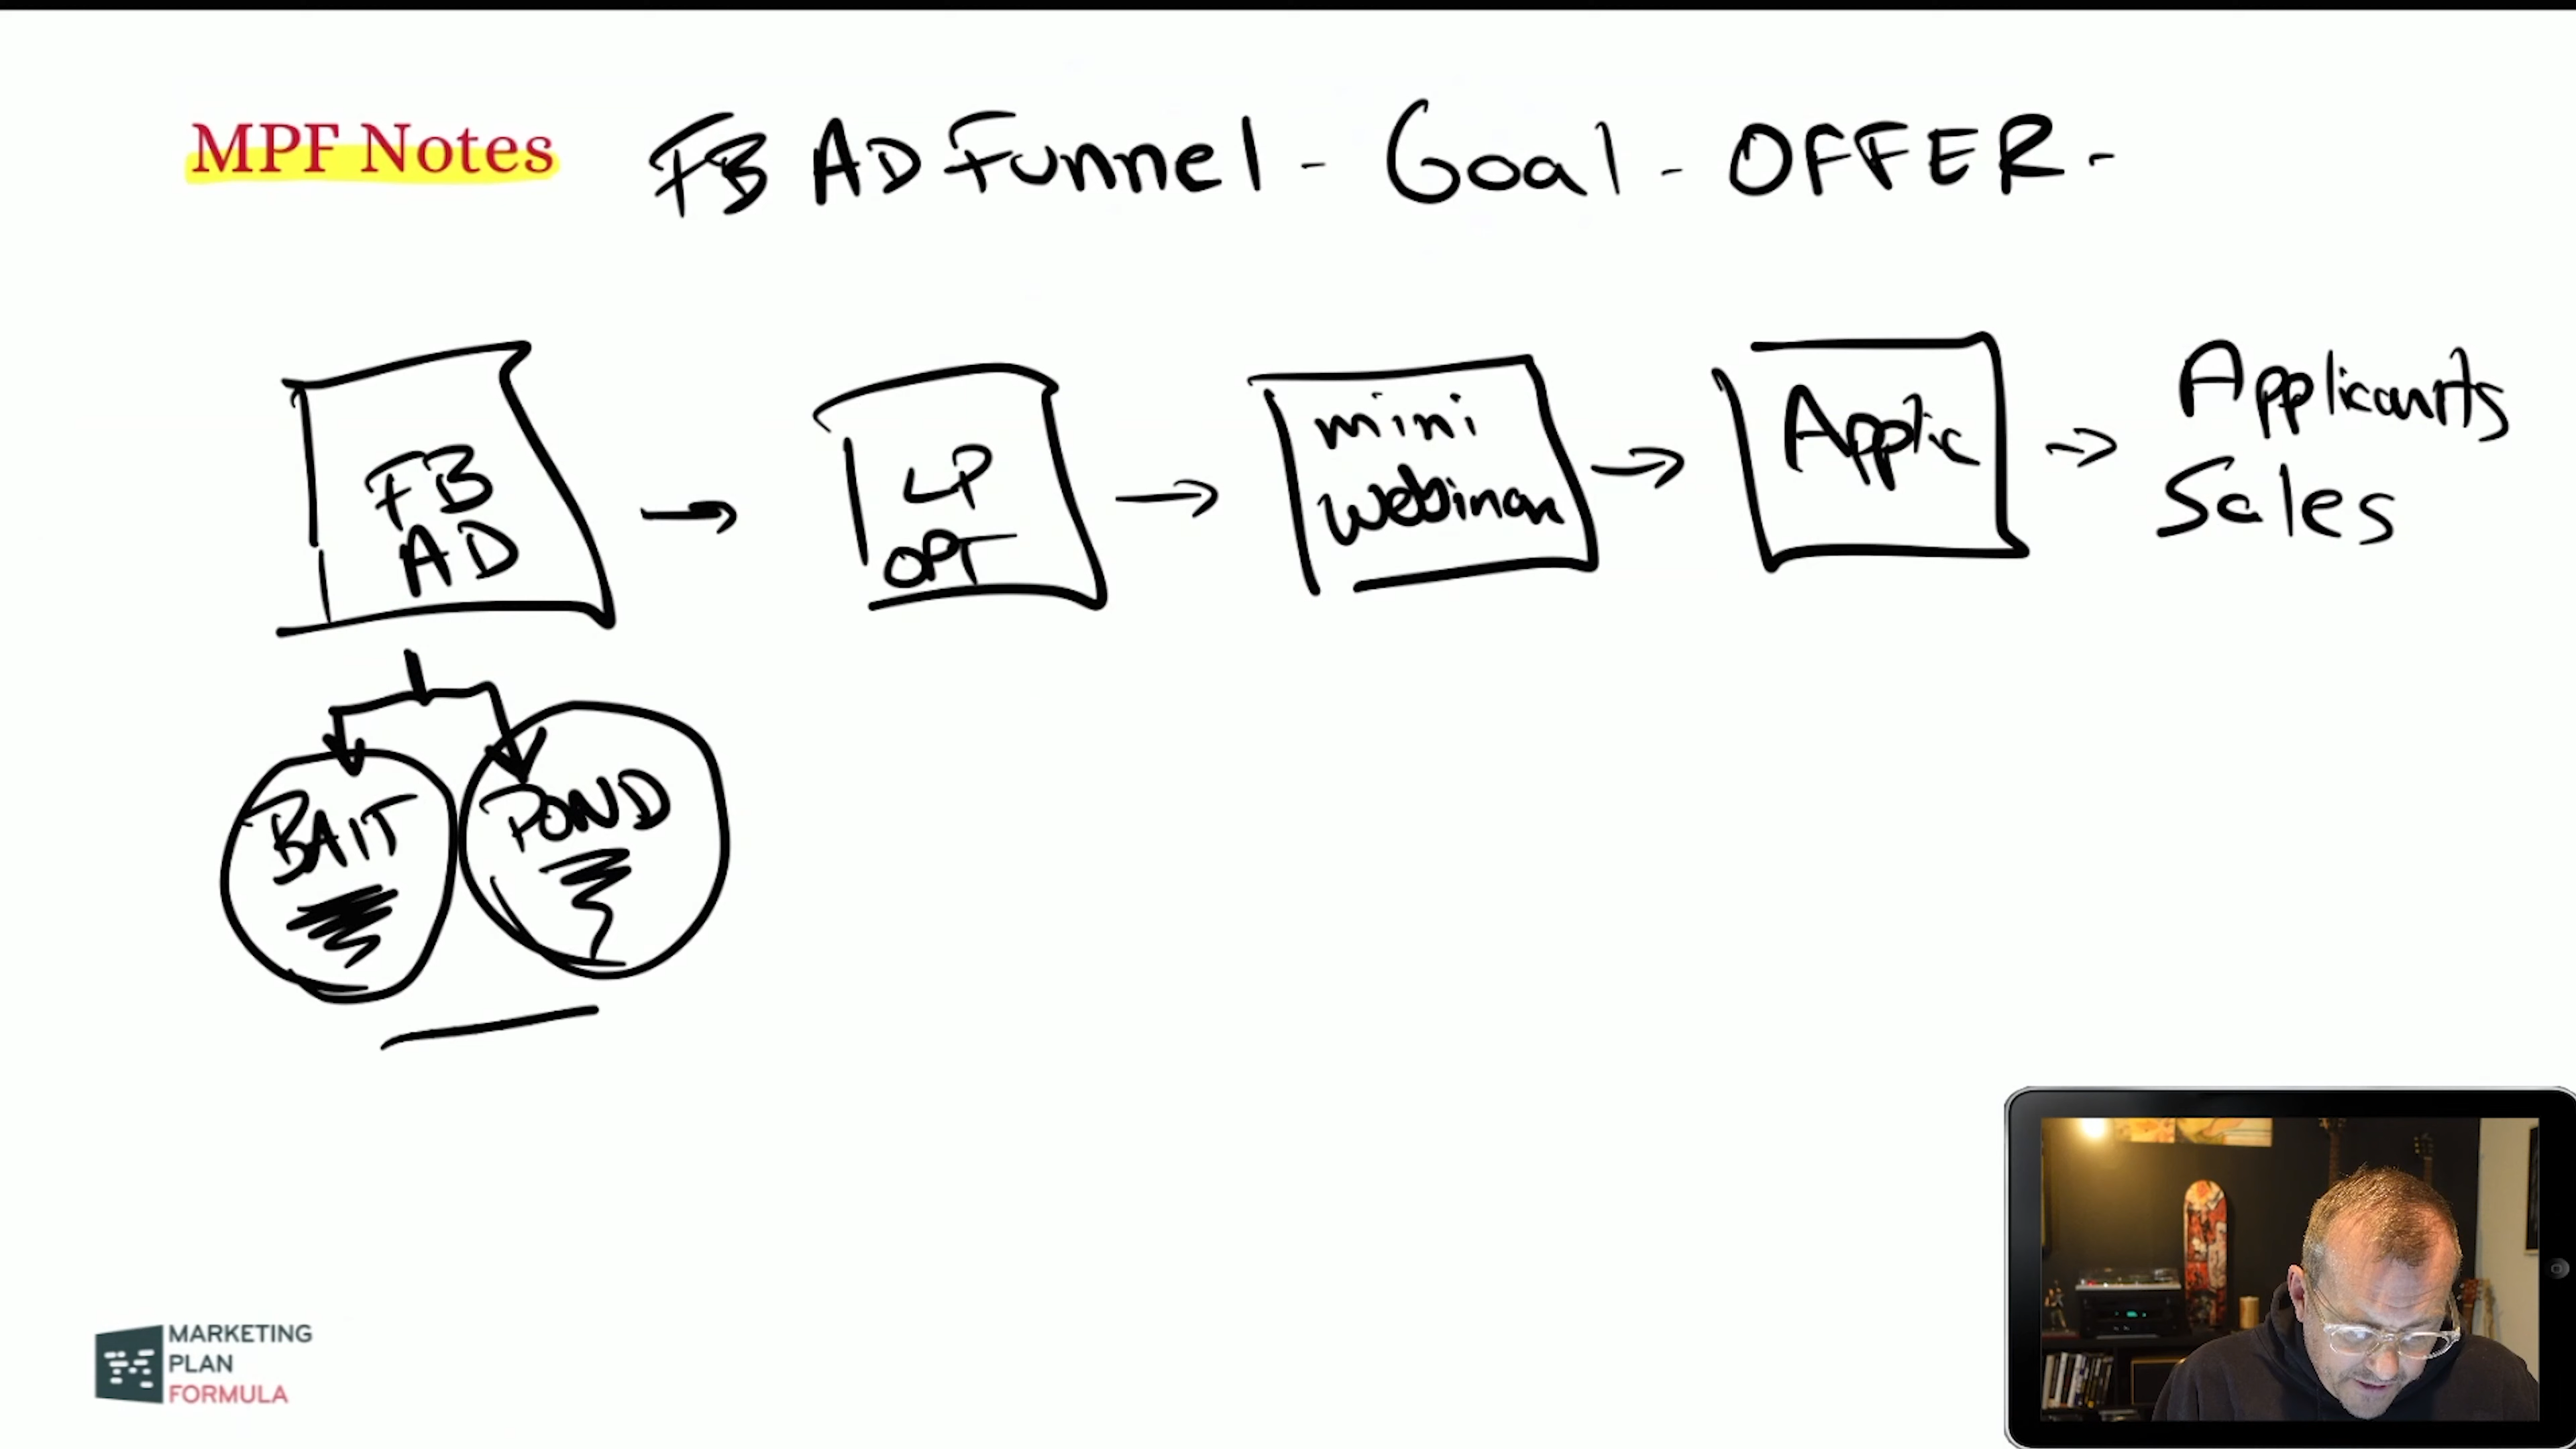 MPF Notes FB AD Funnel - Goal - OFFER -
FB
AD
LP
OPT
mini
webinar
Applic
Applicants
Sales
BAIT
POND
MARKETING
PLAN
FORMULA